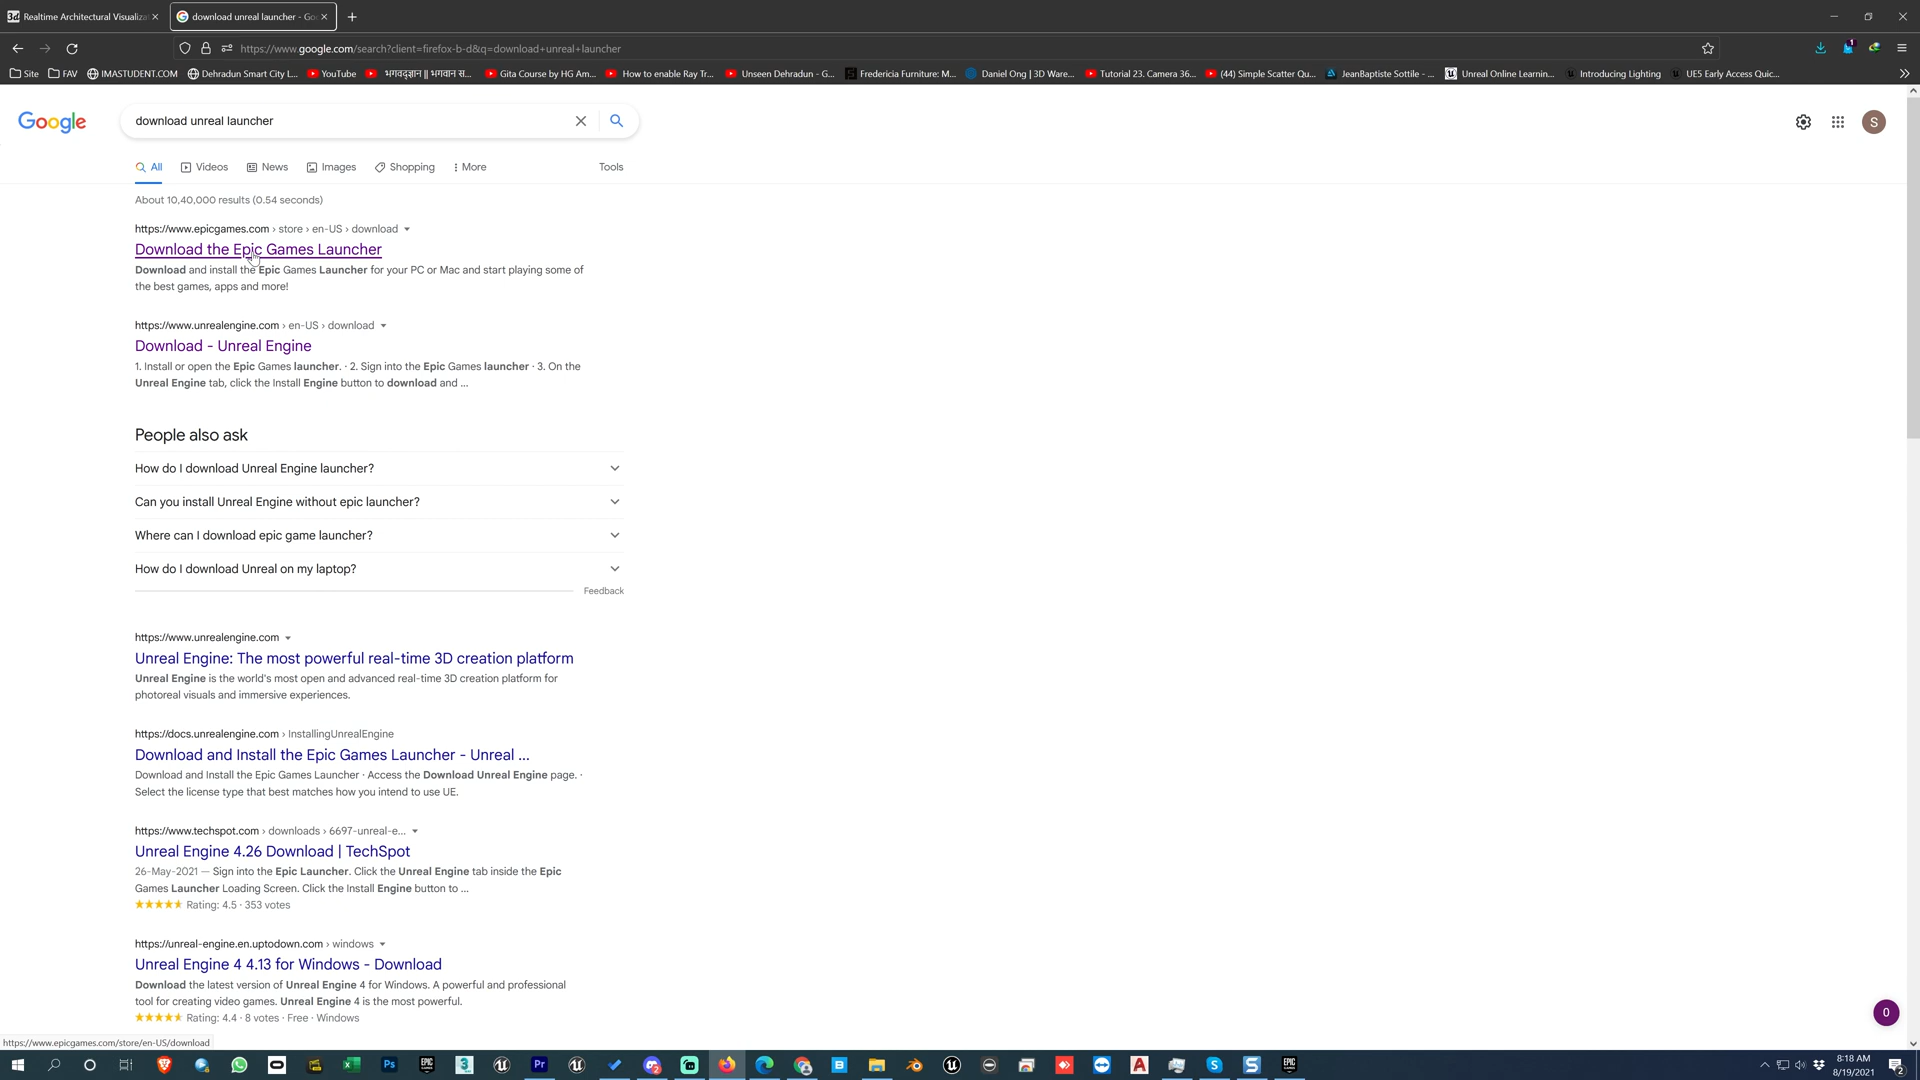 Realtime Architectural Visualizat
download unreal launcher - Goo
https://www.google.com/search?client=firefox-b-d&q=download+unreal+launcher
1
Site
FAV
IMASTUDENT.COM
Dehradun Smart City L...
YouTube
भगवद्ज्ञान || भगवान स...
Gita Course by HG Am...
How to enable Ray Tr...
Unseen Dehradun - G...
Fredericia Furniture: M...
Daniel Ong | 3D Ware...
Tutorial 23. Camera 36...
(44) Simple Scatter Qu...
JeanBaptiste Sottile - ...
Unreal Online Learnin...
Introducing Lighting
UE5 Early Access Quic...
Google
download unreal launcher
S
All
Videos
News
Images
Shopping
More
Tools
About 10,40,000 results (0.54 seconds)
https://www.epicgames.com › store › en-US › download
Download the Epic Games Launcher
Download and install the Epic Games Launcher for your PC or Mac and start playing some of
the best games, apps and more!
https://www.unrealengine.com › en-US › download
Download - Unreal Engine
1. Install or open the Epic Games launcher. · 2. Sign into the Epic Games launcher · 3. On the
Unreal Engine tab, click the Install Engine button to download and ...
People also ask
How do I download Unreal Engine launcher?
Can you install Unreal Engine without epic launcher?
Where can I download epic game launcher?
How do I download Unreal on my laptop?
Feedback
https://www.unrealengine.com
Unreal Engine: The most powerful real-time 3D creation platform
Unreal Engine is the world's most open and advanced real-time 3D creation platform for
photoreal visuals and immersive experiences.
https://docs.unrealengine.com › InstallingUnrealEngine
Download and Install the Epic Games Launcher - Unreal ...
Download and Install the Epic Games Launcher · Access the Download Unreal Engine page. ·
Select the license type that best matches how you intend to use UE.
https://www.techspot.com › downloads › 6697-unreal-e...
Unreal Engine 4.26 Download | TechSpot
26-May-2021 — Sign into the Epic Launcher. Click the Unreal Engine tab inside the Epic
Games Launcher Loading Screen. Click the Install Engine button to ...
Rating: 4.5 · 353 votes
https://unreal-engine.en.uptodown.com › windows
Unreal Engine 4 4.13 for Windows - Download
Download the latest version of Unreal Engine 4 for Windows. A powerful and professional
tool for creating video games. Unreal Engine 4 is the most powerful.
Rating: 4.4 · 8 votes · Free · Windows
0
https://www.epicgames.com/store/en-US/download
8:18 AM
8/19/2021
2